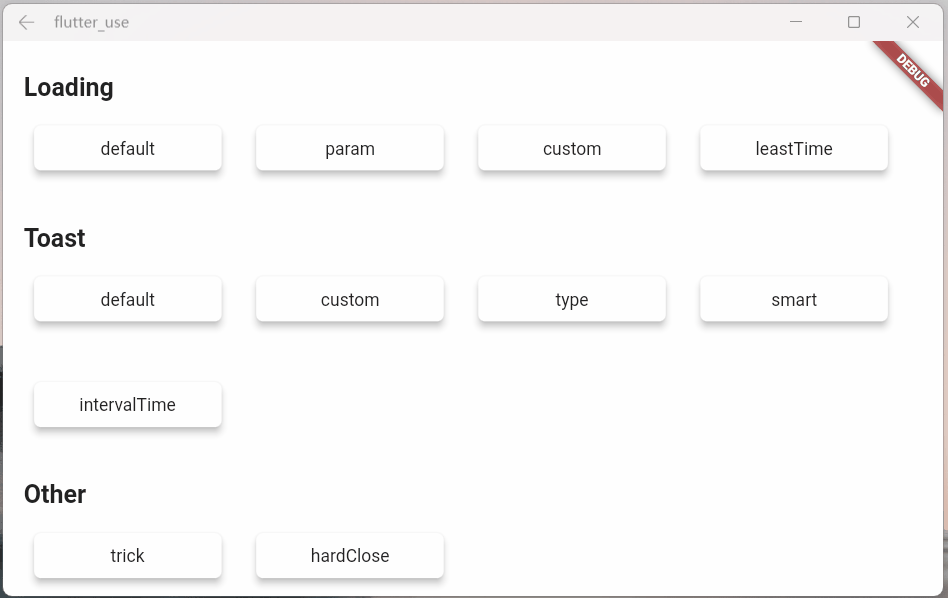 flutter_use
DEBUG
Loading
default param custom leastTime
Toast
default custom type smart
intervalTime
Other
trick hardClose